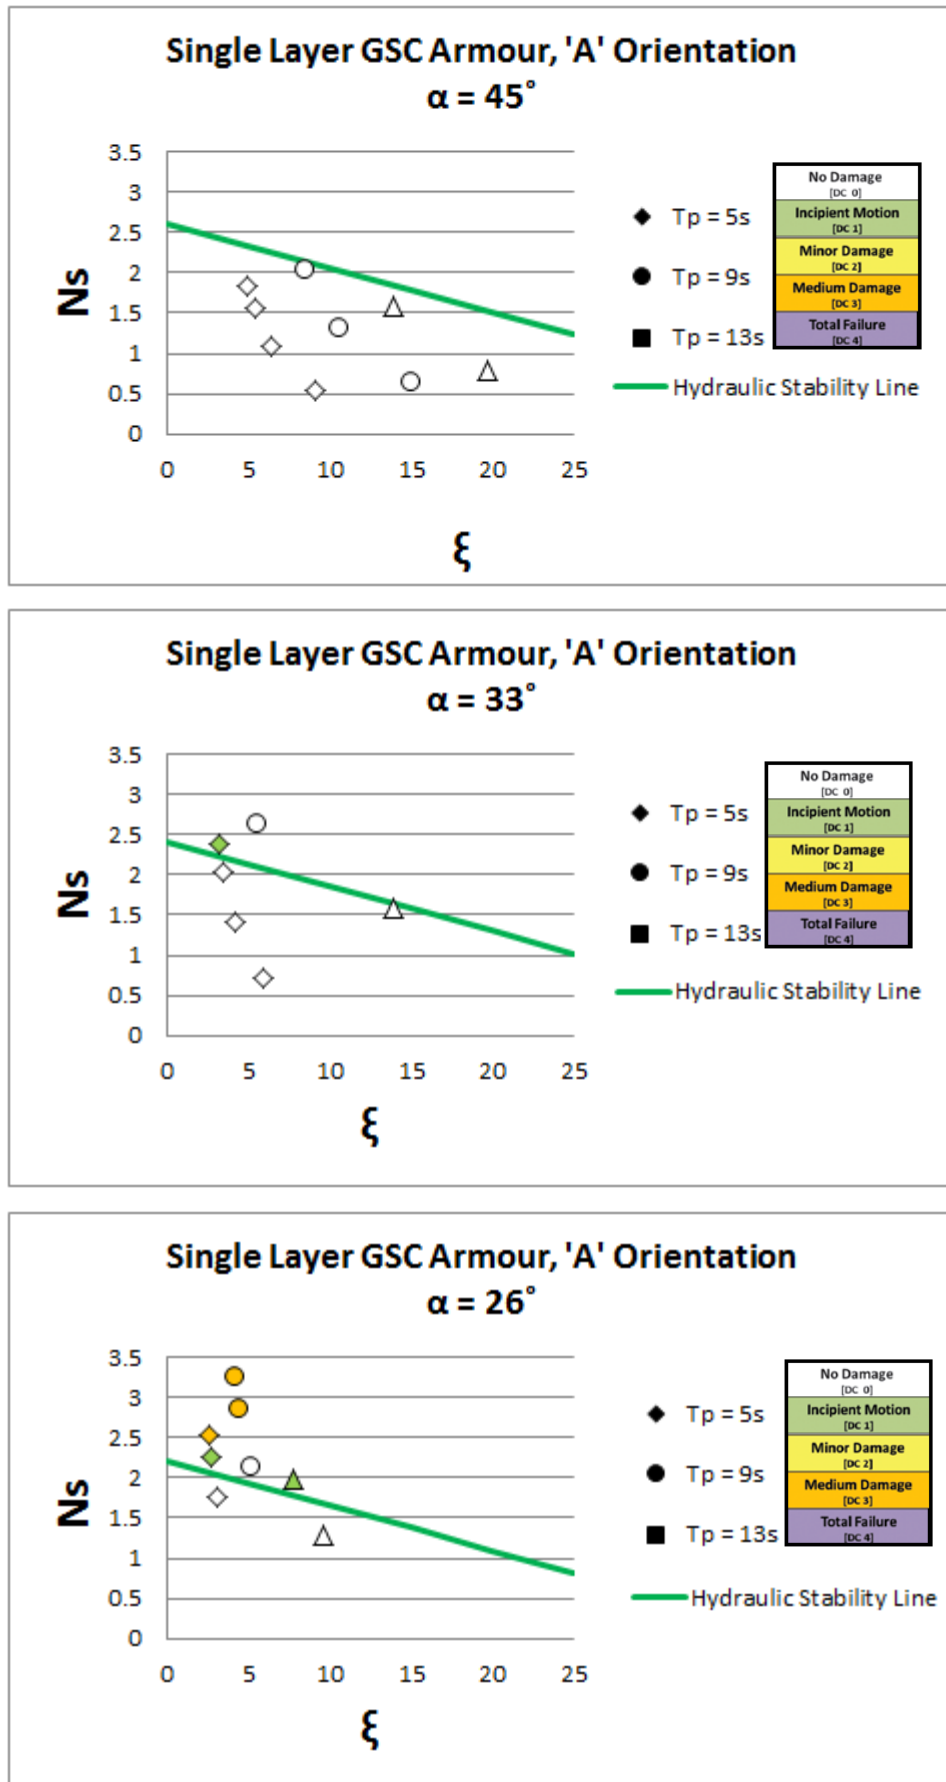 Single Layer GSC Armour, 'A' Orientation
α = 45°
3.5
3
2.5
2
1.5
1
0.5
0
Ns
0 5 10 15 20 25
ξ
Tp = 5s
Tp = 9s
Tp = 13s
Hydraulic Stability Line
No Damage
[DC 0]
Incipient Motion
[DC 1]
Minor Damage
[DC 2]
Medium Damage
[DC 3]
Total Failure
[DC 4]
Single Layer GSC Armour, 'A' Orientation
α = 33°
3.5
3
2.5
2
1.5
1
0.5
0
Ns
0 5 10 15 20 25
ξ
Tp = 5s
Tp = 9s
Tp = 13s
Hydraulic Stability Line
No Damage
[DC 0]
Incipient Motion
[DC 1]
Minor Damage
[DC 2]
Medium Damage
[DC 3]
Total Failure
[DC 4]
Single Layer GSC Armour, 'A' Orientation
α = 26°
3.5
3
2.5
2
1.5
1
0.5
0
Ns
0 5 10 15 20 25
ξ
Tp = 5s
Tp = 9s
Tp = 13s
Hydraulic Stability Line
No Damage
[DC 0]
Incipient Motion
[DC 1]
Minor Damage
[DC 2]
Medium Damage
[DC 3]
Total Failure
[DC 4]